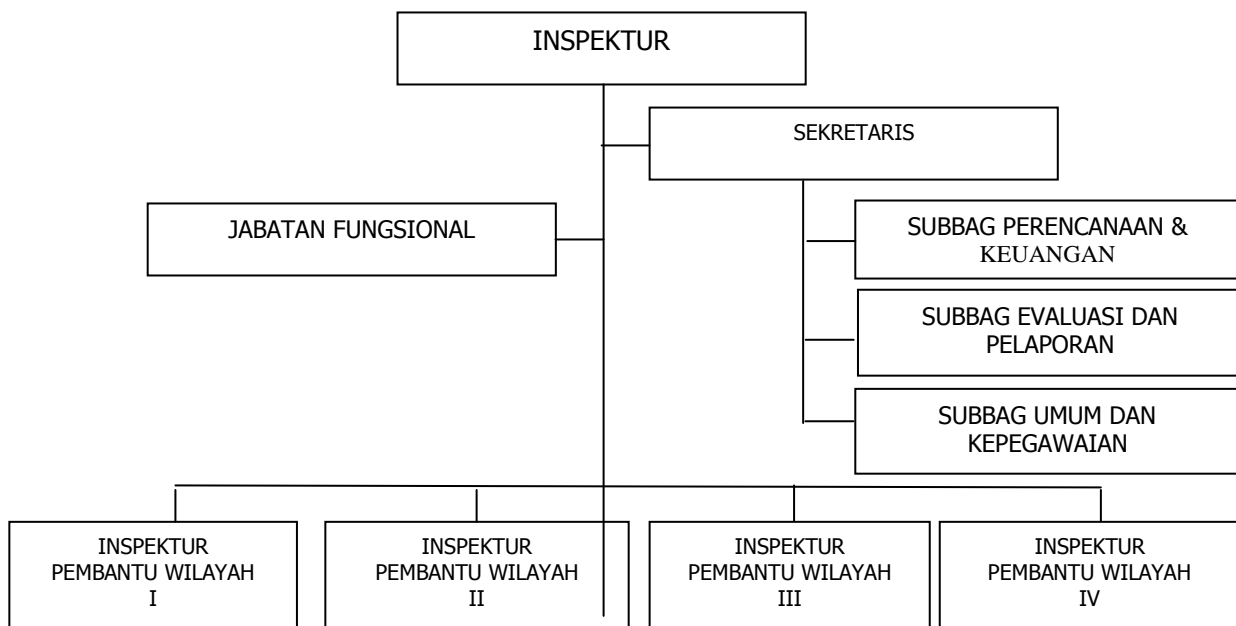 INSPEKTUR
SEKRETARIS
JABATAN FUNGSIONAL
SUBBAG PERENCANAAN &
KEUANGAN
SUBBAG EVALUASI DAN
PELAPORAN
SUBBAG UMUM DAN
KEPEGAWAIAN
INSPEKTUR
PEMBANTU WILAYAH
I
INSPEKTUR
PEMBANTU WILAYAH
II
INSPEKTUR
PEMBANTU WILAYAH
III
INSPEKTUR
PEMBANTU WILAYAH
IV